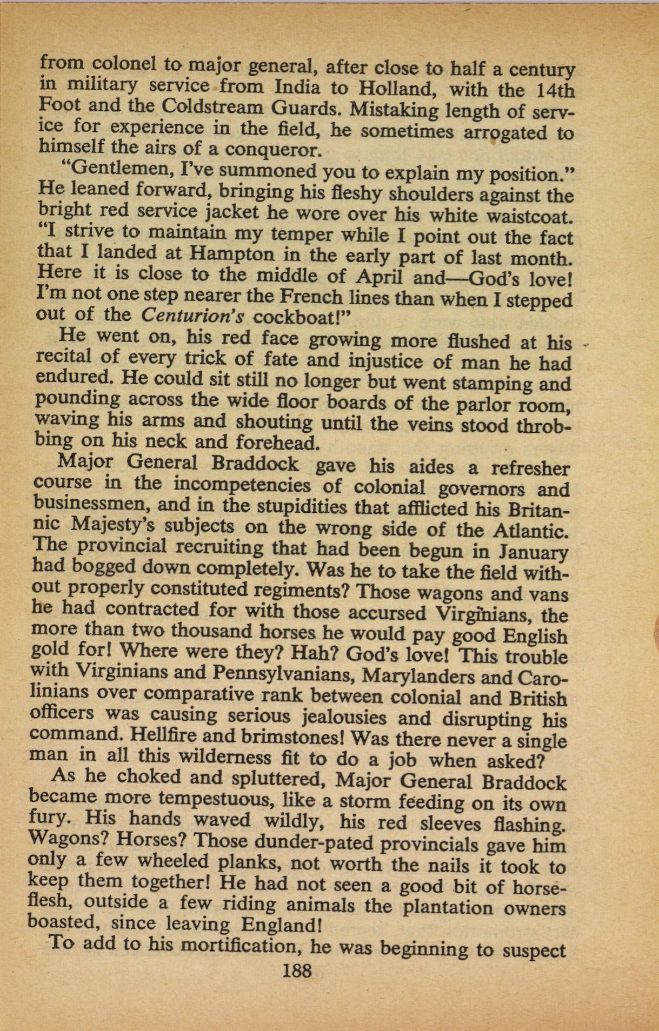 from colonel to major general, after close to half a century
in military service from India to Holland, with the 14th
Foot and the Coldstream Guards. Mistaking length of serv-
ice for experience in the field, he sometimes arrogated to
himself the airs of a conqueror.
“Gentlemen, I’ve summoned you to explain my position.”
He leaned forward, bringing his fleshy shoulders against the
bright red service jacket he wore over his white waistcoat.
“I strive to maintain my temper while I point out the fact
that I landed at Hampton in the early part of last month.
Here it is close to the middle of April and—God’s love!
I’m not one step nearer the French lines than when I stepped
out of the Centurion’s cockboat!”
He went on, his red face growing more flushed at his
recital of every trick of fate and injustice of man he had
endured. He could sit still no longer but went stamping and
pounding across the wide floor boards of the parlor room,
waving his arms and shouting until the veins stood throb-
bing on his neck and forehead.
Major General Braddock gave his aides a refresher
course in the incompetencies of colonial governors and
businessmen, and in the stupidities that afflicted his Britan-
nic Majesty’s subjects on the wrong side of the Atlantic.
The provincial recruiting that had been begun in January
had bogged down completely. Was he to take the field with-
out properly constituted regiments? Those wagons and vans
he had contracted for with those accursed Virginians, the
more than two thousand horses he would pay good English
gold for! Where were they? Hah? God’s love! This trouble
with Virginians and Pennsylvanians, Marylanders and Caro-
linians over comparative rank between colonial and British
officers was causing serious jealousies and disrupting his
command. Hellfire and brimstones! Was there never a single
man in all this wilderness fit to do a job when asked?
As he choked and spluttered, Major General Braddock
became more tempestuous, like a storm feeding on its own
fury. His hands waved wildly, his red sleeves flashing.
Wagons? Horses? Those dunder-pated provincials gave him
only a few wheeled planks, not worth the nails it took to
keep them together! He had not seen a good bit of horse-
flesh, outside a few riding animals the plantation owners
boasted, since leaving England!
To add to his mortification, he was beginning to suspect
188